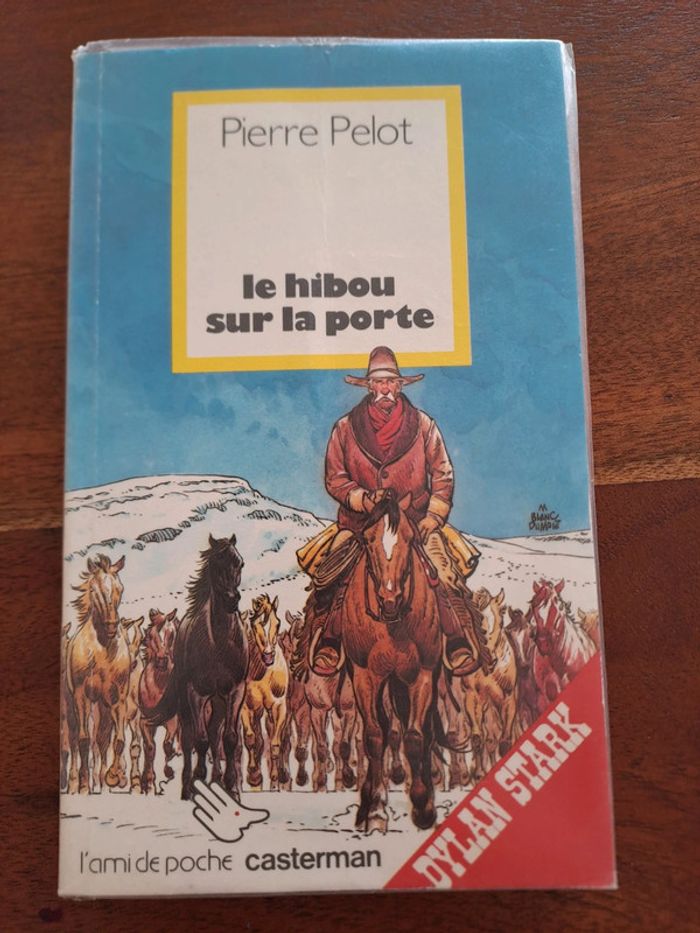 Pierre Pelot
le hibou
sur la porte
M
BLANC
DUMONT
DYLAN STARK
l'ami de poche casterman